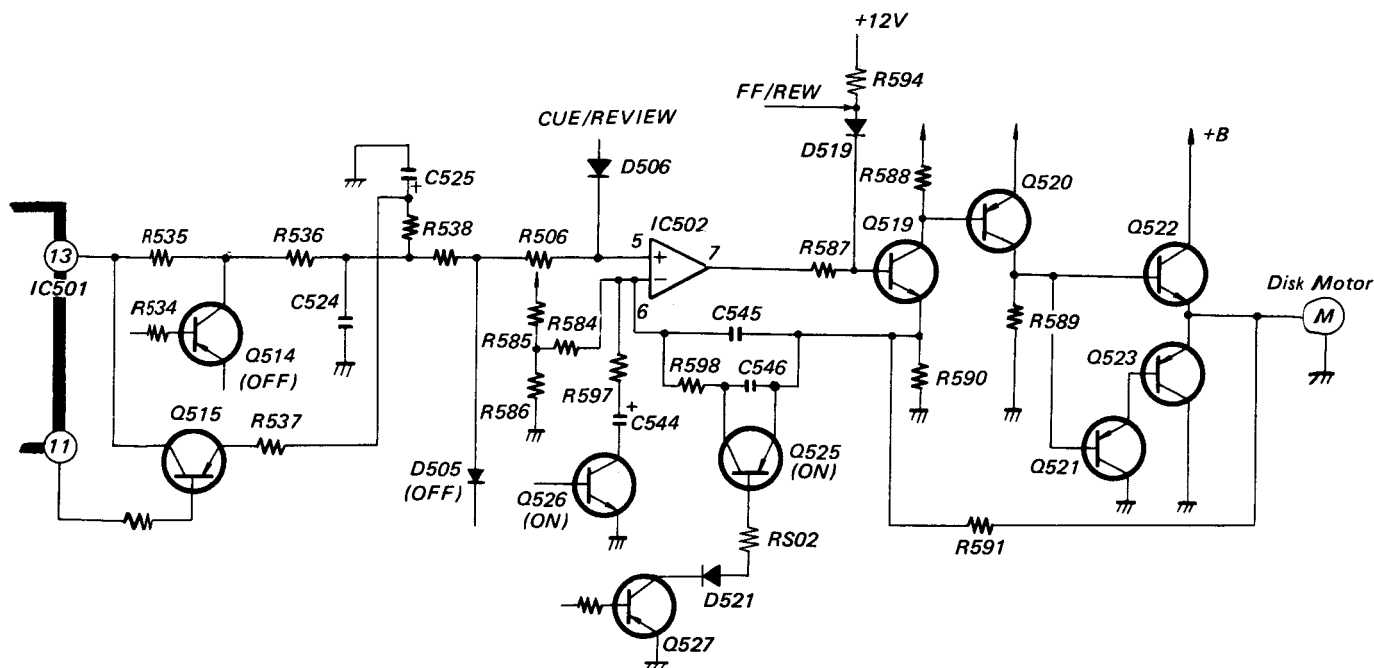 +12V
R594
FF/REW
CUE/REVIEW
D519
+B
C525
D506
R588
Q520
IC502
Q519
Q522
R535
R536
R538
R506
5
+
7
R587
13
IC501
−
6
Disk Motor
M
R534
C524
R584
C545
R589
R585
Q514
(OFF)
R598
C546
Q523
R590
R597
R586
Q515
R537
C544
11
Q525
(ON)
Q521
D505
(OFF)
Q526
(ON)
RS02
R591
D521
Q527